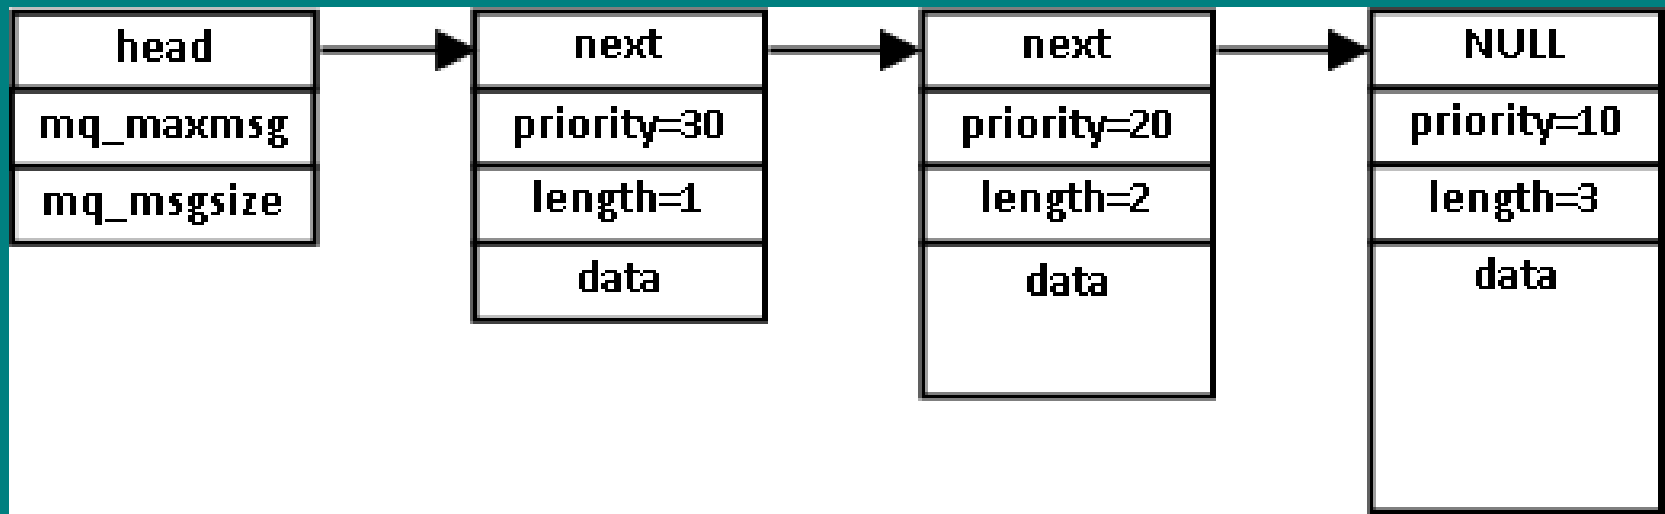 head
mq_maxmsg
mq_msgsize
next
priority=30
length=1
data
next
priority=20
length=2
data
NULL
priority=10
length=3
data